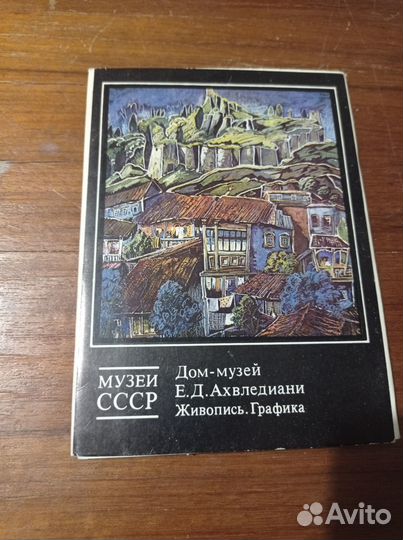 МУЗЕИ
СССР
Дом-музей
Е.Д.Ахвледиани
Живопись.Графика
Avito